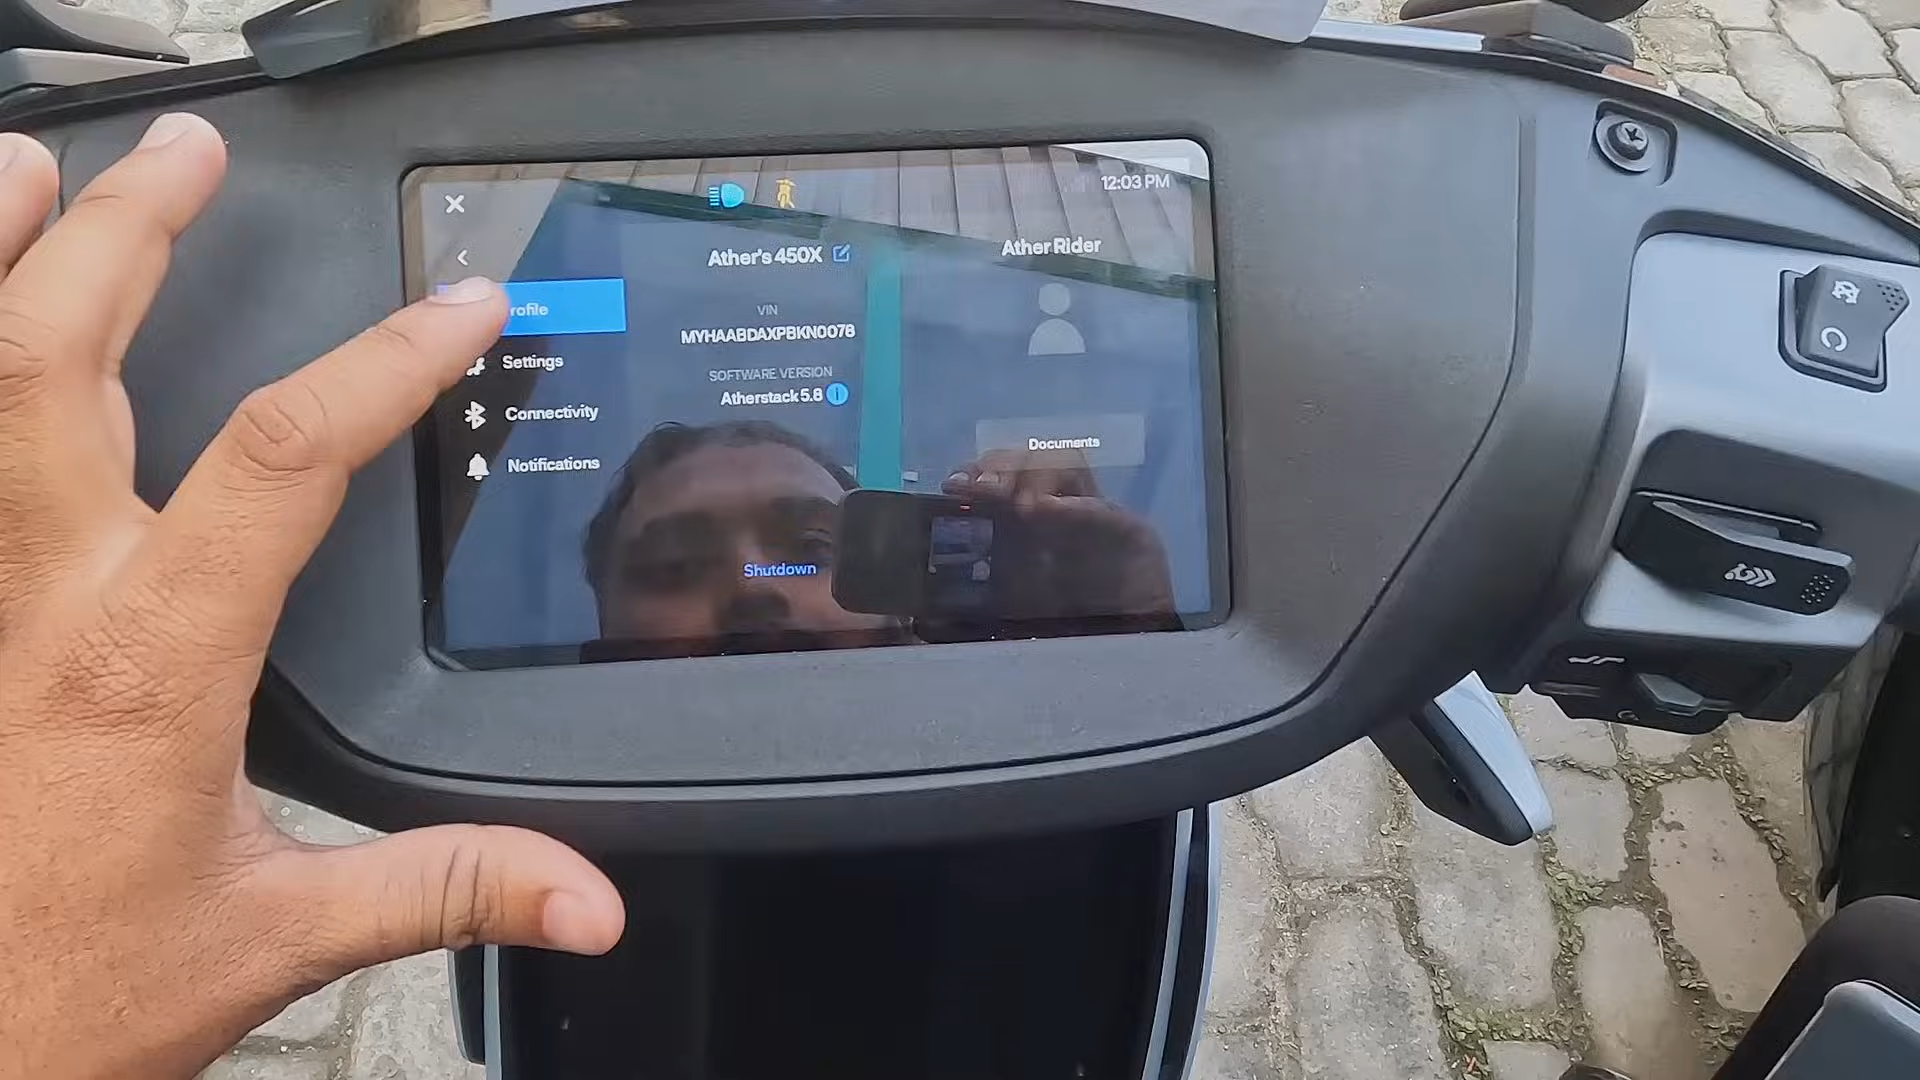 12:03 PM
Ather's 450X
Ather Rider
rofile
VIN
MYHAABDAXPBKN0078
Settings
SOFTWARE VERSION
Atherstack 5.8
Connectivity
Documents
Notifications
Shutdown